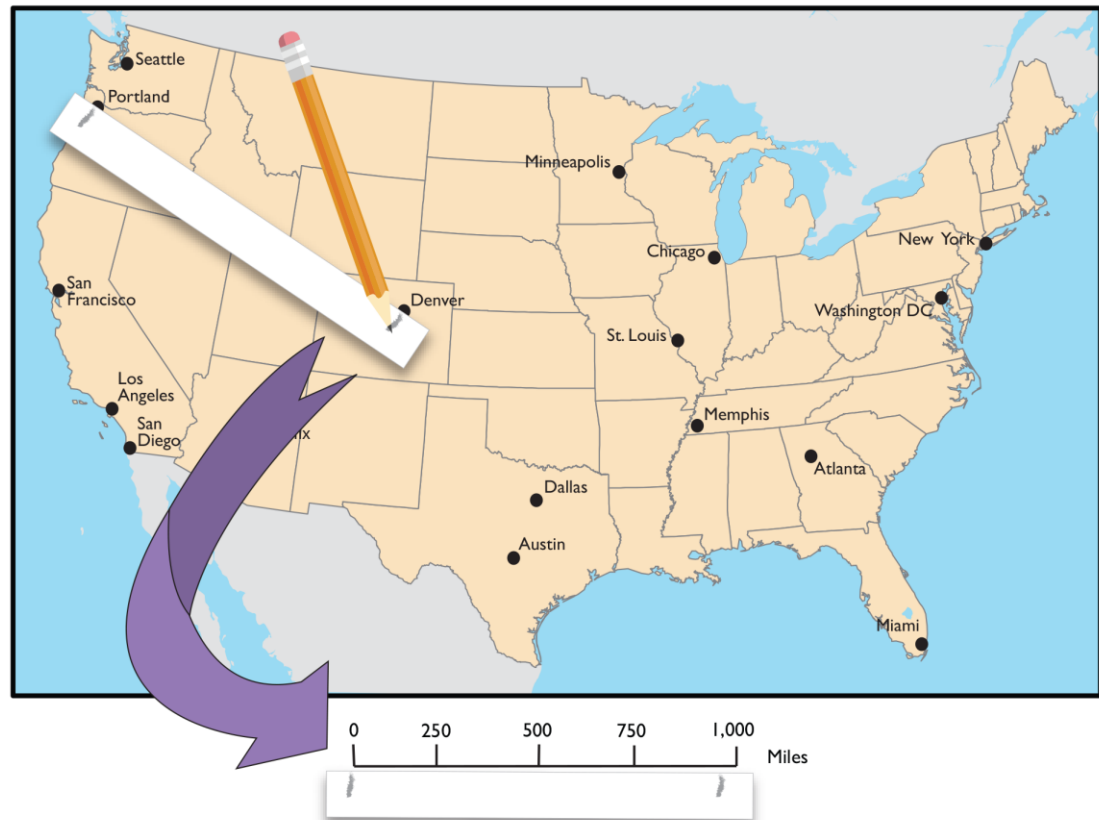 Seattle
Portland
Minneapolis
New York
Chicago
San
Francisco
Denver
Washington DC
St. Louis
Los
Angeles
San
Diego
Memphis
Atlanta
Dallas
Austin
Miami
0 250 500 750 1,000
Miles